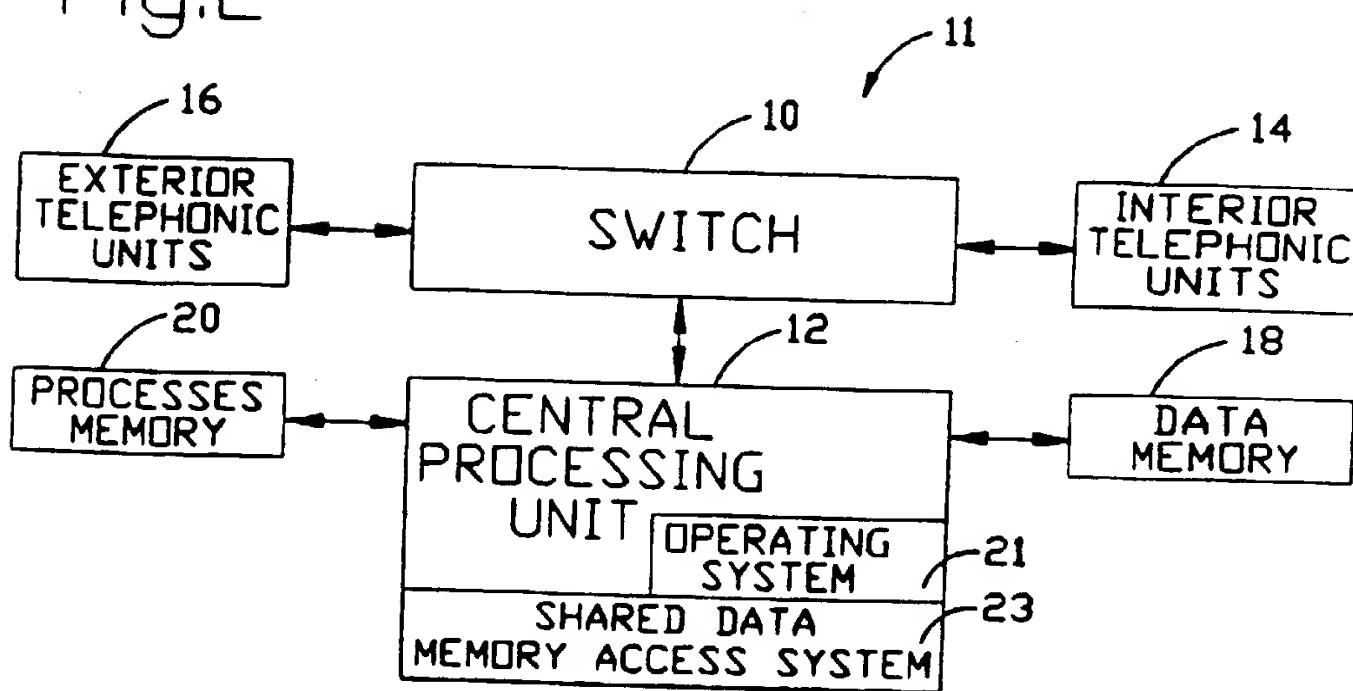 Fig.2
11
16
10
14
EXTERIOR
TELEPHONIC
UNITS
SWITCH
INTERIOR
TELEPHONIC
UNITS
20
12
18
PROCESSES
MEMORY
CENTRAL
PROCESSING
UNIT
DATA
MEMORY
OPERATING
SYSTEM
21
SHARED DATA
MEMORY ACCESS SYSTEM
23